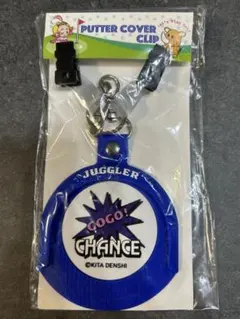 PUTTER COVER
CLIP
JUGGLER
GOGO!
CHANCE
©KITA DENSHI